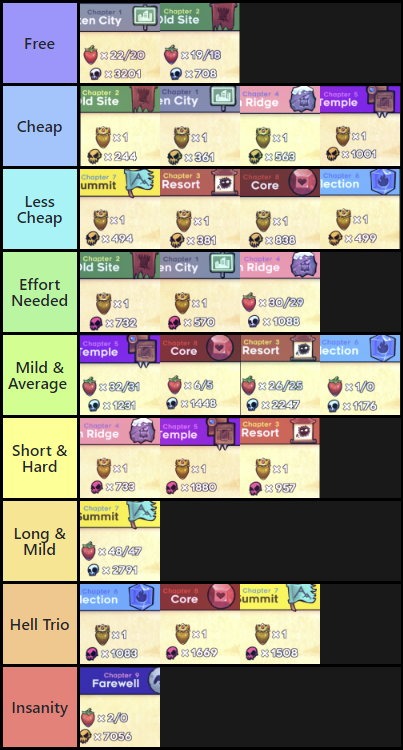 Free
Chapter 1 Chapter 2
en City Old Site
×22/20 ×19/18
×3201 ×708
Cheap
Chapter 2 Chapter 1 Chapter 4 Chapter 5
Old Site en City n Ridge Temple
×1 ×1 ×1 ×1
×244 ×361 ×563 ×1001
Less
Cheap
Chapter 7 Chapter 3 Chapter 8 Chapter 6
Summit Resort Core lection
×1 ×1 ×1 ×1
×494 ×381 ×838 ×499
Effort
Needed
Chapter 2 Chapter 1 Chapter 4
Old Site en City n Ridge
×1 ×1 ×30/29
×732 ×570 ×1088
Mild &
Average
Chapter 5 Chapter 8 Chapter 3 Chapter 6
Temple Core Resort lection
×32/31 ×6/5 ×26/25 ×1/0
×1231 ×1448 ×2247 ×1176
Short &
Hard
Chapter 4 Chapter 5 Chapter 3
n Ridge Temple Resort
×1 ×1 ×1
×733 ×1880 ×957
Long &
Mild
Chapter 7
Summit
×48/47
×2791
Hell Trio
Chapter 6 Chapter 8 Chapter 7
lection Core Summit
×1 ×1 ×1
×1083 ×1669 ×1508
Insanity
Chapter 9
Farewell
×2/0
×7056